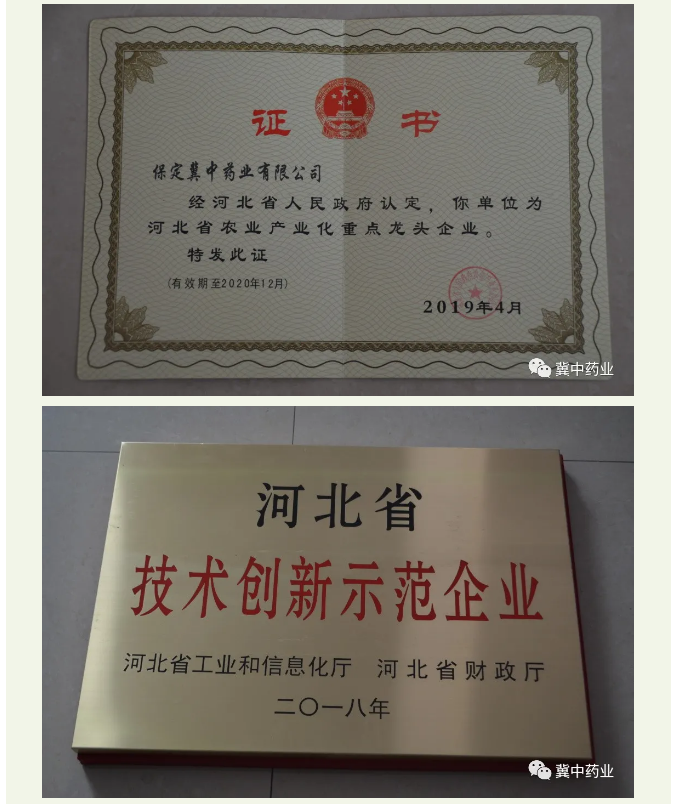 证书
保定冀中药业有限公司
经河北省人民政府认定，你单位为
河北省农业产业化重点龙头企业。
特发此证
(有效期至2020年12月)
2019年4月
冀中药业
河北省
技术创新示范企业
河北省工业和信息化厅 河北省财政厅
二〇一八年
冀中药业